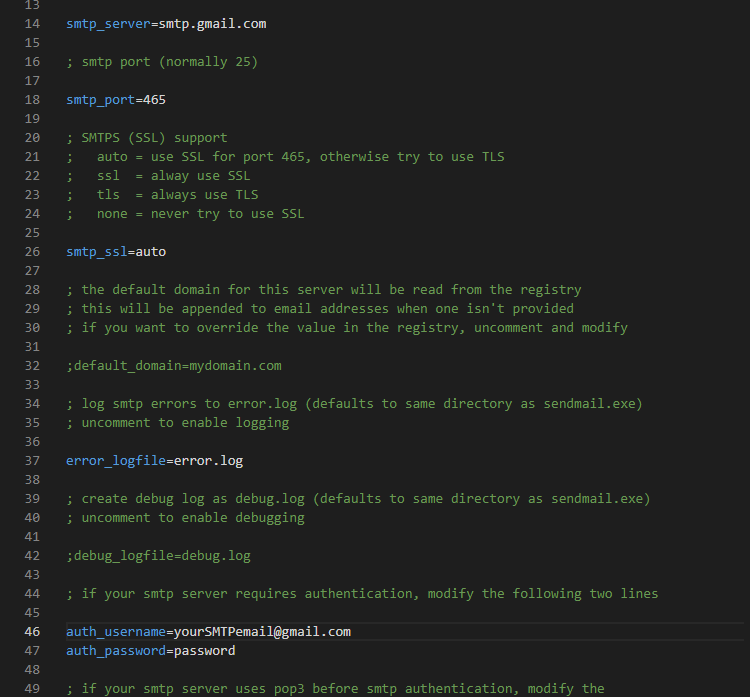 13
14 smtp_server=smtp.gmail.com
15
16 ; smtp port (normally 25)
17
18 smtp_port=465
19
20 ; SMTPS (SSL) support
21 ;   auto = use SSL for port 465, otherwise try to use TLS
22 ;   ssl  = alway use SSL
23 ;   tls  = always use TLS
24 ;   none = never try to use SSL
25
26 smtp_ssl=auto
27
28 ; the default domain for this server will be read from the registry
29 ; this will be appended to email addresses when one isn't provided
30 ; if you want to override the value in the registry, uncomment and modify
31
32 ;default_domain=mydomain.com
33
34 ; log smtp errors to error.log (defaults to same directory as sendmail.exe)
35 ; uncomment to enable logging
36
37 error_logfile=error.log
38
39 ; create debug log as debug.log (defaults to same directory as sendmail.exe)
40 ; uncomment to enable debugging
41
42 ;debug_logfile=debug.log
43
44 ; if your smtp server requires authentication, modify the following two lines
45
46 auth_username=yourSMTPemail@gmail.com
47 auth_password=password
48
49 ; if your smtp server uses pop3 before smtp authentication, modify the